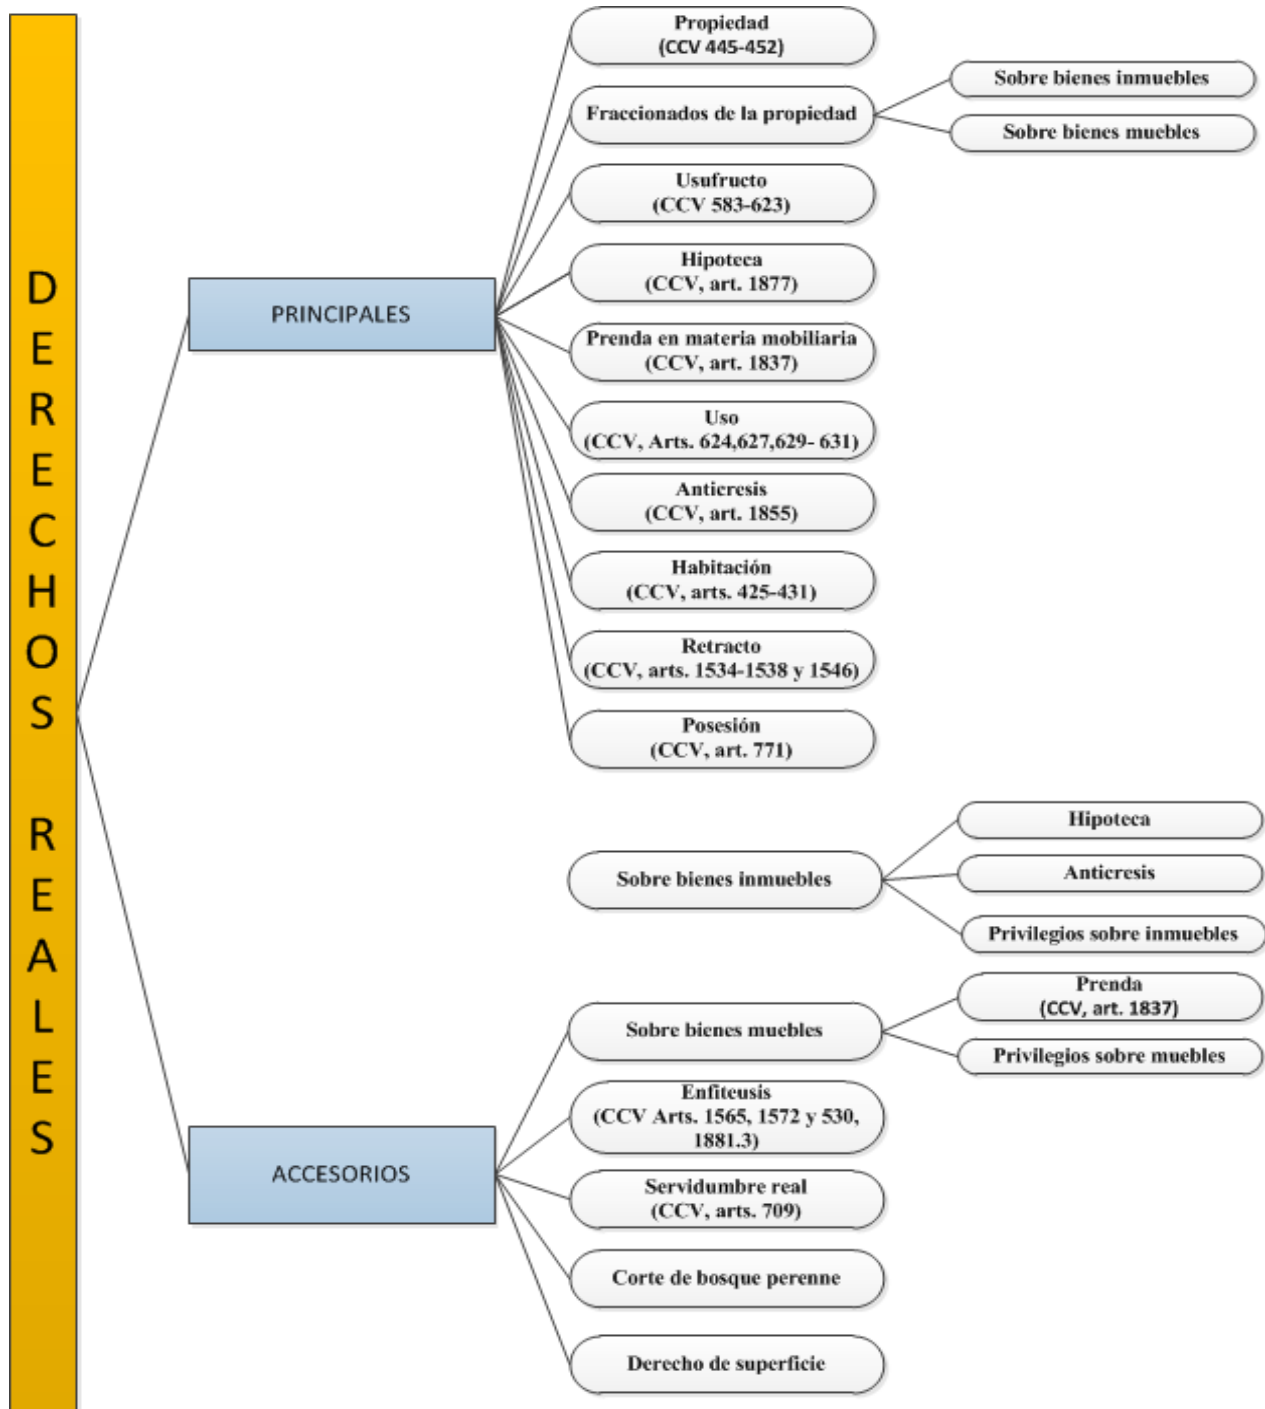 DERECHOS REALES
PRINCIPALES
Propiedad
(CCV 445-452)
Fraccionados de la propiedad
Sobre bienes inmuebles
Sobre bienes muebles
Usufructo
(CCV 583-623)
Hipoteca
(CCV, art. 1877)
Prenda en materia mobiliaria
(CCV, art. 1837)
Uso
(CCV, Arts. 624,627,629- 631)
Anticresis
(CCV, art. 1855)
Habitación
(CCV, arts. 425-431)
Retracto
(CCV, arts. 1534-1538 y 1546)
Posesión
(CCV, art. 771)
ACCESORIOS
Sobre bienes inmuebles
Hipoteca
Anticresis
Privilegios sobre inmuebles
Sobre bienes muebles
Prenda
(CCV, art. 1837)
Privilegios sobre muebles
Enfiteusis
(CCV Arts. 1565, 1572 y 530,
1881.3)
Servidumbre real
(CCV, arts. 709)
Corte de bosque perenne
Derecho de superficie